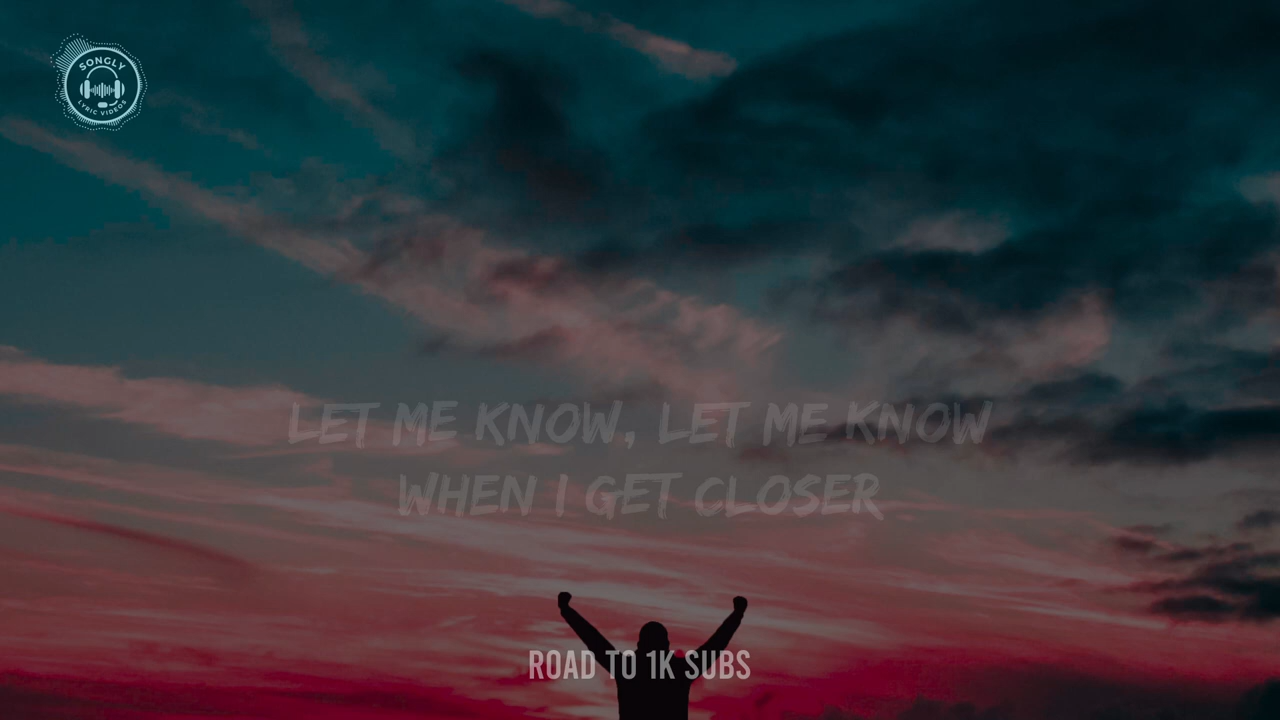 SONGLY
LYRIC VIDEOS
LET ME KNOW, LET ME KNOW
WHEN I GET CLOSER
ROAD TO 1K SUBS